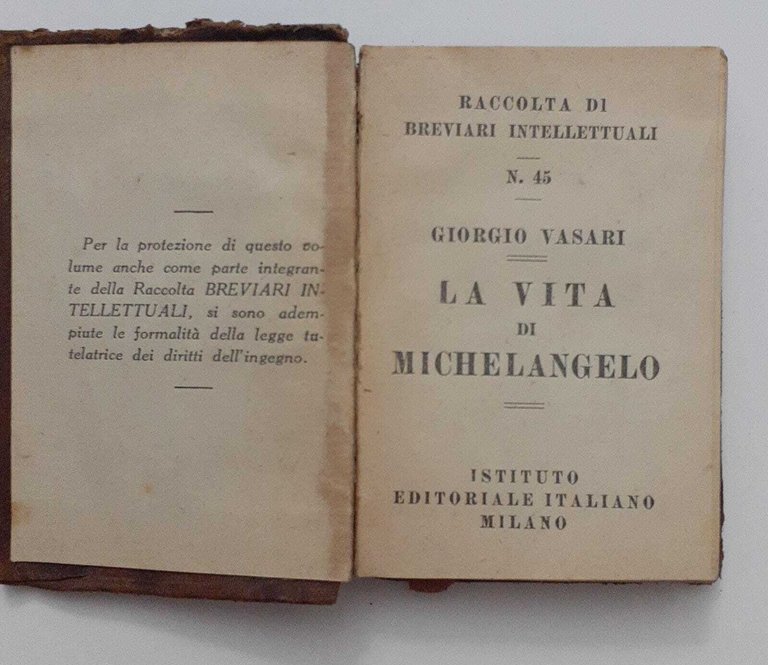 Per la protezione di questo vo-
lume anche come parte integran-
te della Raccolta BREVIARI IN-
TELLETTUALI, si sono adem-
piute le formalità della legge tu-
telatrice dei diritti dell'ingegno.
RACCOLTA DI
BREVIARI INTELLETTUALI
N. 45
GIORGIO VASARI
LA VITA
DI
MICHELANGELO
ISTITUTO
EDITORIALE ITALIANO
MILANO